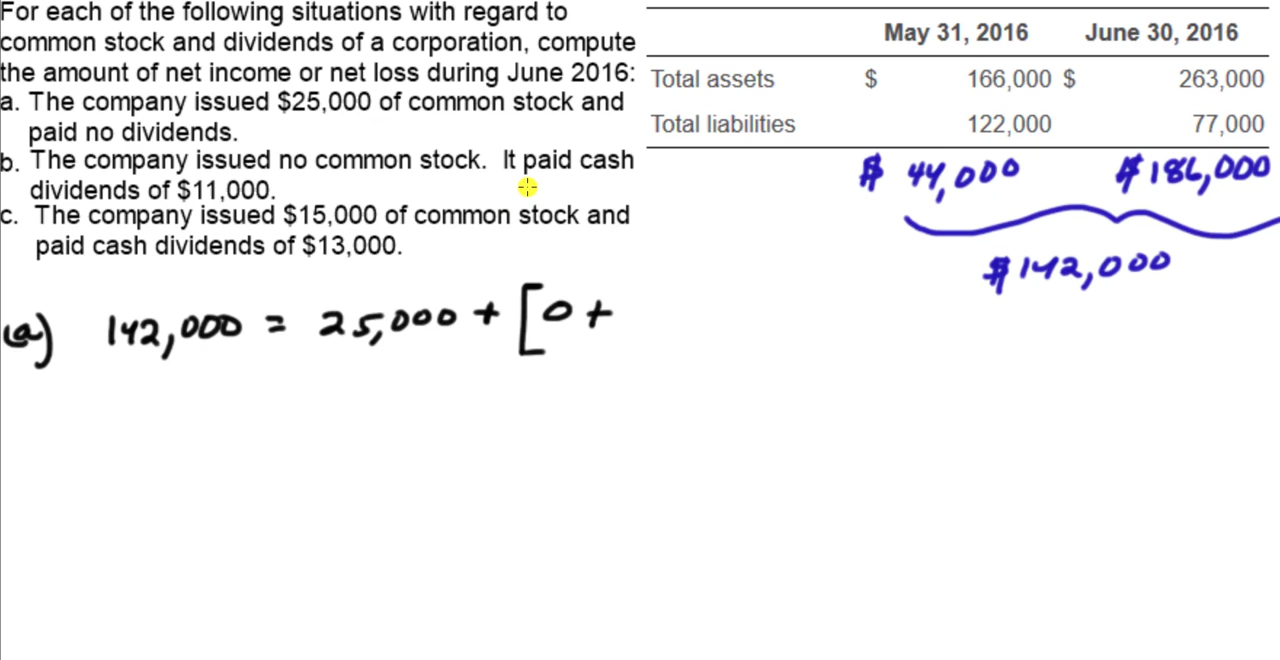 For each of the following situations with regard to
common stock and dividends of a corporation, compute
the amount of net income or net loss during June 2016:
a. The company issued $25,000 of common stock and
paid no dividends.
b. The company issued no common stock. It paid cash
dividends of $11,000.
c. The company issued $15,000 of common stock and
paid cash dividends of $13,000.
May 31, 2016 June 30, 2016
Total assets $ 166,000 $ 263,000
Total liabilities 122,000 77,000
$ 44,000 $186,000
$142,000
(a) 142,000 = 25,000 + [0 +